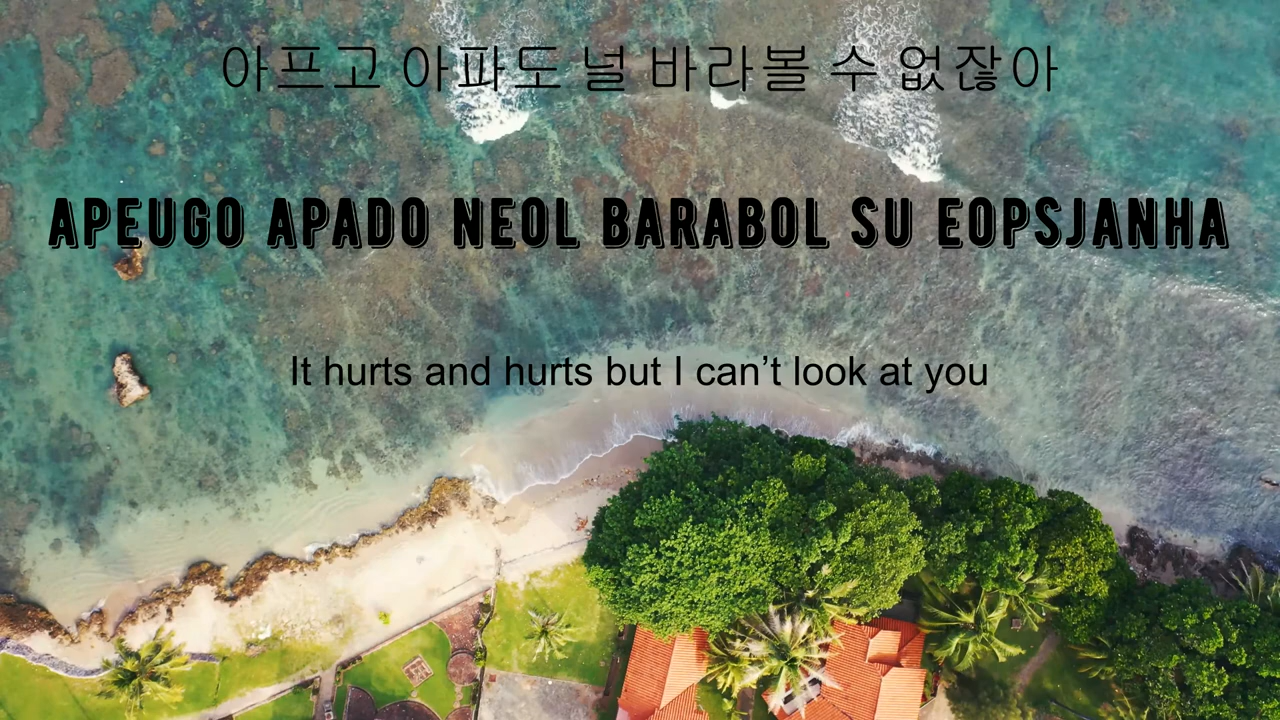 아프고 아파도 널 바라볼 수 없잖아
APEUGO APADO NEOL BARABOL SU EOPSJANHA
It hurts and hurts but I can’t look at you